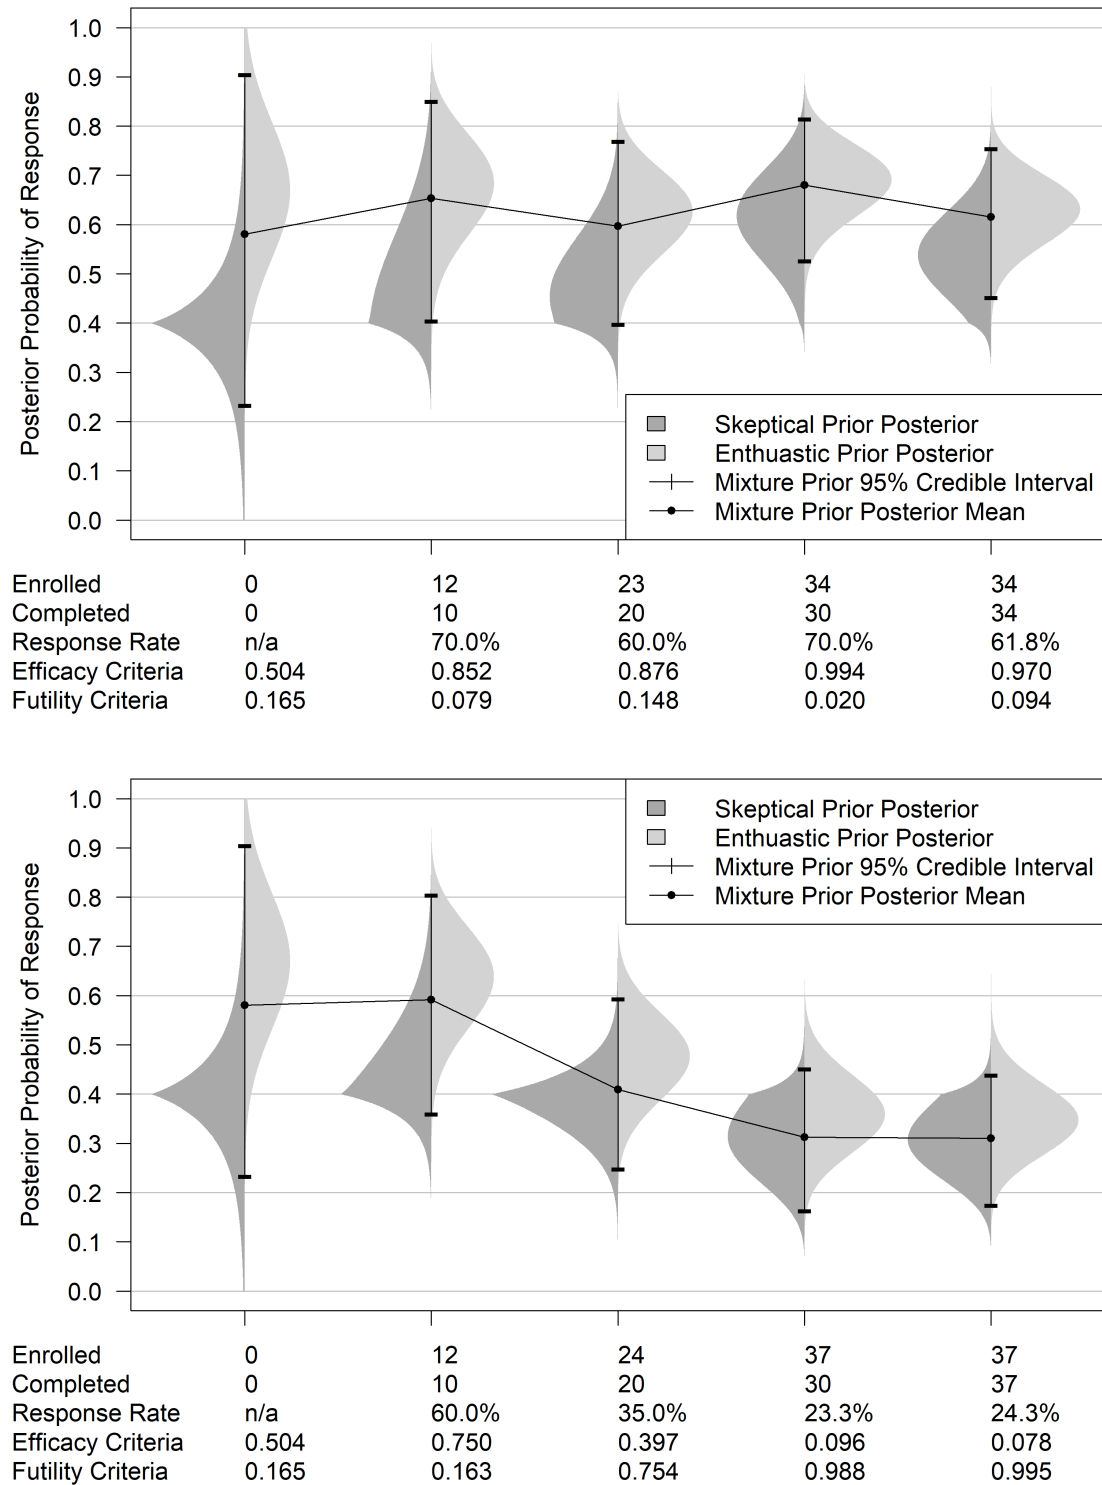 Posterior Probability of Response
1.0
0.9
0.8
0.7
0.6
0.5
0.4
0.3
0.2
0.1
0.0
Skeptical Prior Posterior
Enthuastic Prior Posterior
Mixture Prior 95% Credible Interval
Mixture Prior Posterior Mean
Enrolled 0 12 23 34 34
Completed 0 10 20 30 34
Response Rate n/a 70.0% 60.0% 70.0% 61.8%
Efficacy Criteria 0.504 0.852 0.876 0.994 0.970
Futility Criteria 0.165 0.079 0.148 0.020 0.094
Posterior Probability of Response
1.0
0.9
0.8
0.7
0.6
0.5
0.4
0.3
0.2
0.1
0.0
Skeptical Prior Posterior
Enthuastic Prior Posterior
Mixture Prior 95% Credible Interval
Mixture Prior Posterior Mean
Enrolled 0 12 24 37 37
Completed 0 10 20 30 37
Response Rate n/a 60.0% 35.0% 23.3% 24.3%
Efficacy Criteria 0.504 0.750 0.397 0.096 0.078
Futility Criteria 0.165 0.163 0.754 0.988 0.995